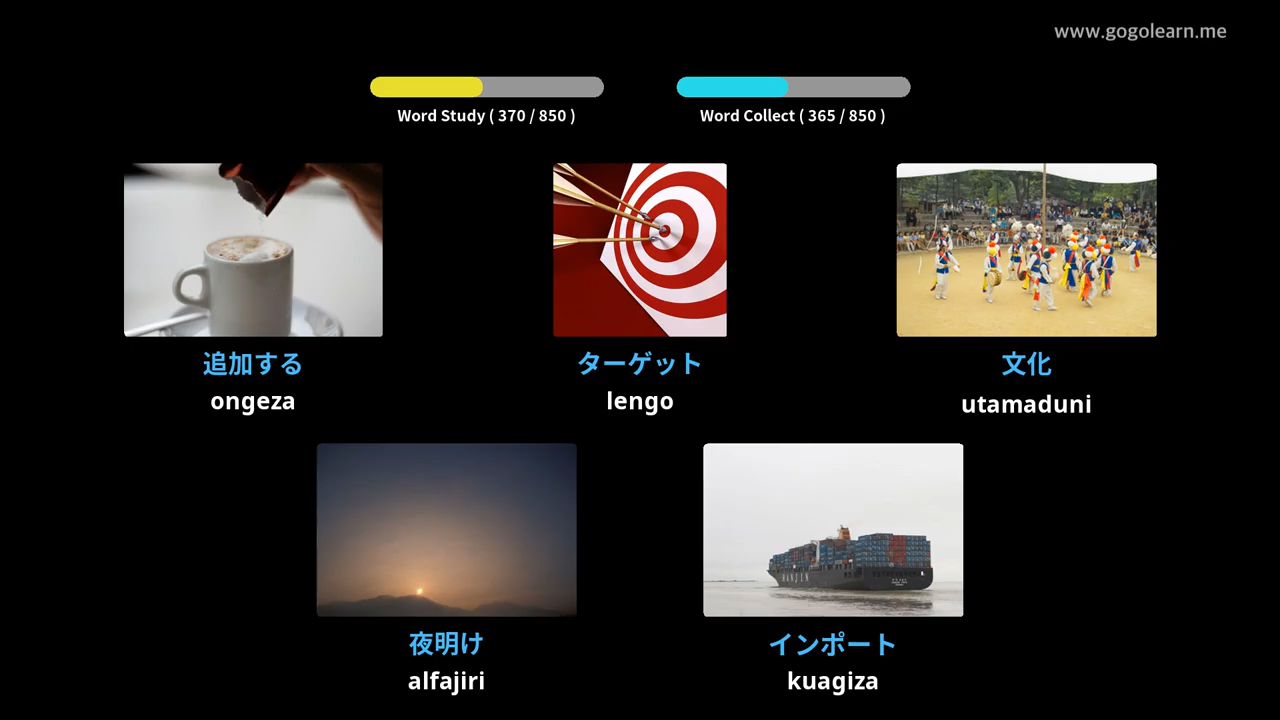 www.gogolearn.me
Word Study ( 370 / 850 )
Word Collect ( 365 / 850 )
追加する
ongeza
ターゲット
lengo
文化
utamaduni
HANJIN
夜明け
alfajiri
インポート
kuagiza